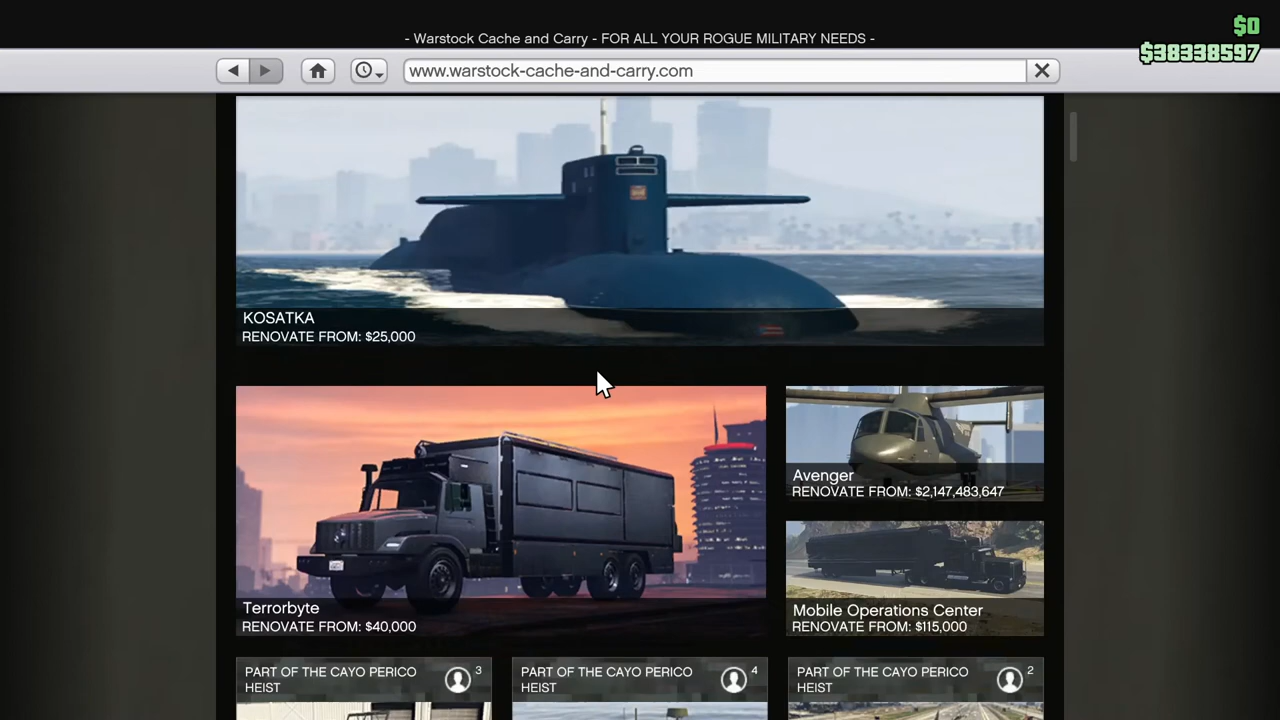 $0
- Warstock Cache and Carry - FOR ALL YOUR ROGUE MILITARY NEEDS -
$38338597
www.warstock-cache-and-carry.com
KOSATKA
RENOVATE FROM: $25,000
Avenger
RENOVATE FROM: $2,147,483,647
Terrorbyte
RENOVATE FROM: $40,000
Mobile Operations Center
RENOVATE FROM: $115,000
PART OF THE CAYO PERICO
HEIST
3
PART OF THE CAYO PERICO
HEIST
4
PART OF THE CAYO PERICO
HEIST
2